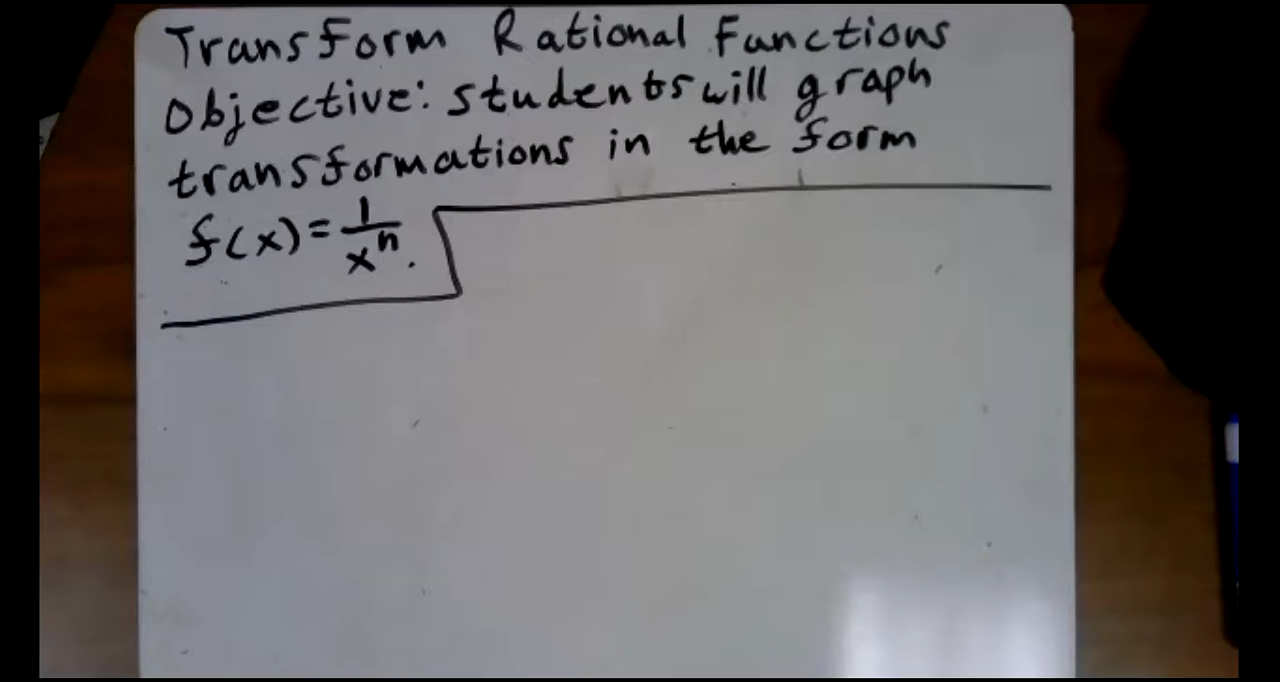 Transform Rational Functions
Objective: students will graph
transformations in the form
f(x)=1/xⁿ.